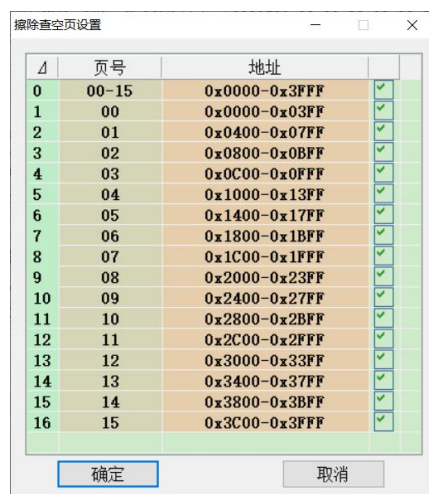 擦除查空页设置
⊿ 页号 地址
0 00-15 0x0000-0x3FFF
1 00 0x0000-0x03FF
2 01 0x0400-0x07FF
3 02 0x0800-0x0BFF
4 03 0x0C00-0x0FFF
5 04 0x1000-0x13FF
6 05 0x1400-0x17FF
7 06 0x1800-0x1BFF
8 07 0x1C00-0x1FFF
9 08 0x2000-0x23FF
10 09 0x2400-0x27FF
11 10 0x2800-0x2BFF
12 11 0x2C00-0x2FFF
13 12 0x3000-0x33FF
14 13 0x3400-0x37FF
15 14 0x3800-0x3BFF
16 15 0x3C00-0x3FFF
确定 取消